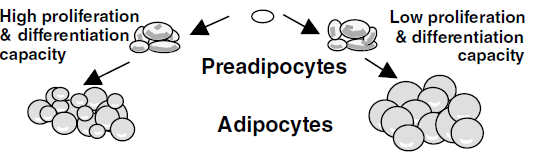 High proliferation
& differentiation
capacity
Low proliferation
& differentiation
capacity
Preadipocytes
Adipocytes